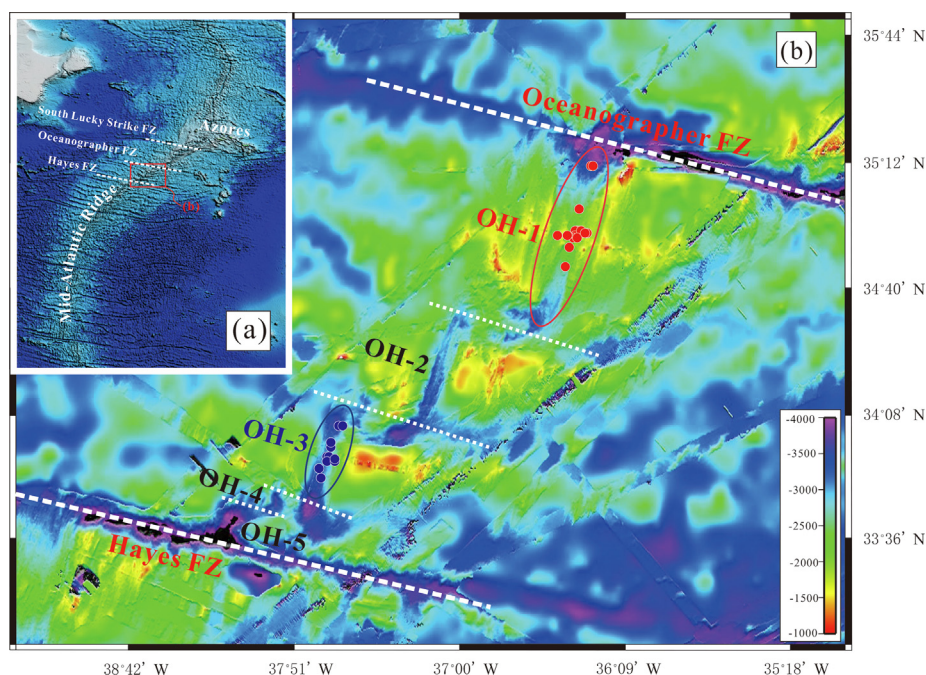 (b)
35°44′ N
35°12′ N
34°40′ N
34°08′ N
33°36′ N
South Lucky Strike FZ
Azures
Oceanographer FZ
Hayes FZ
(b)
Mid-Atlantic Ridge
(a)
Oceanographer FZ
OH-1
OH-2
OH-3
OH-4
OH-5
Hayes FZ
-4000
-3500
-3000
-2500
-2000
-1500
-1000
38°42′ W
37°51′ W
37°00′ W
36°09′ W
35°18′ W